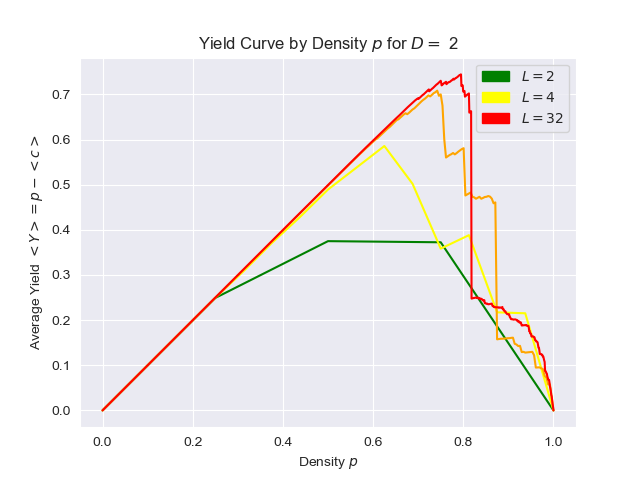 Yield Curve by Density p for D = 2
L = 2
L = 4
L = 32
Average Yield < Y > = p − < c >
0.7
0.6
0.5
0.4
0.3
0.2
0.1
0.0
0.0 0.2 0.4 0.6 0.8 1.0
Density p